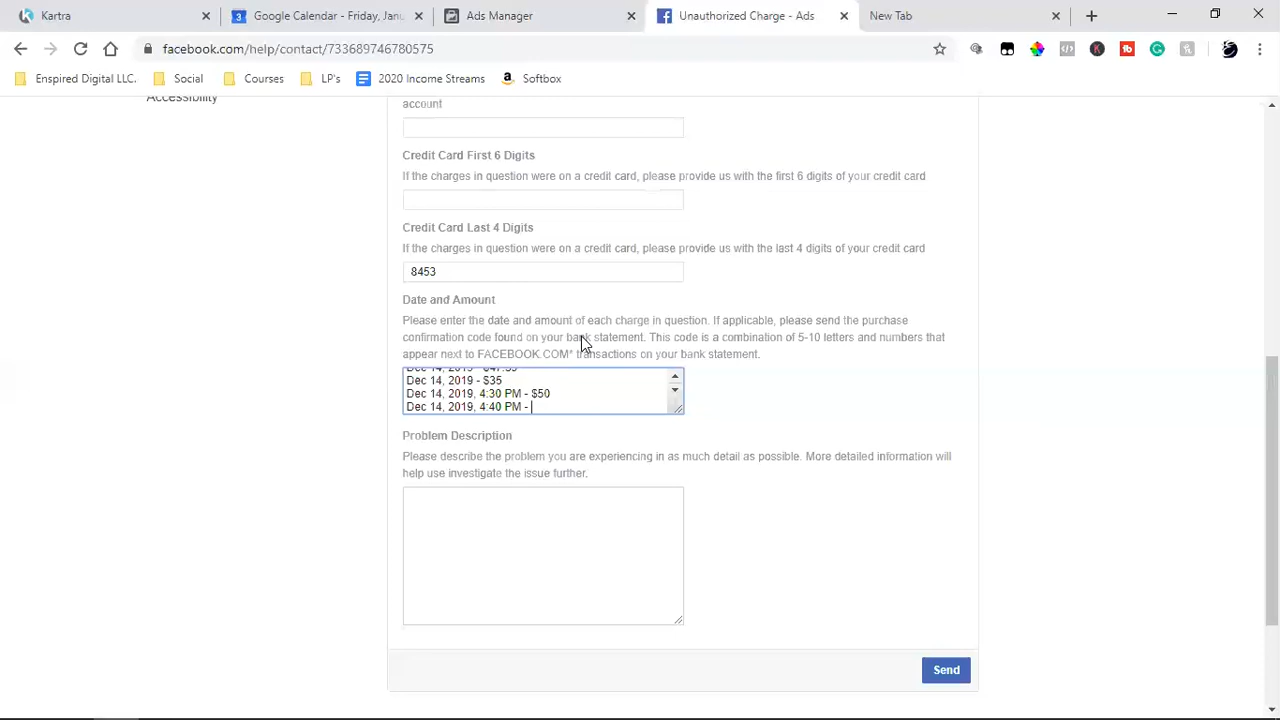 Kartra
Google Calendar - Friday, Janu
Ads Manager
Unauthorized Charge - Ads
New Tab
facebook.com/help/contact/733689746780575
Enspired Digital LLC.
Social
Courses
LP's
2020 Income Streams
Softbox
Accessibility
account
Credit Card First 6 Digits
If the charges in question were on a credit card, please provide us with the first 6 digits of your credit card
Credit Card Last 4 Digits
If the charges in question were on a credit card, please provide us with the last 4 digits of your credit card
8453
Date and Amount
Please enter the date and amount of each charge in question. If applicable, please send the purchase
confirmation code found on your bank statement. This code is a combination of 5-10 letters and numbers that
appear next to FACEBOOK.COM* transactions on your bank statement.
Dec 14, 2019 -
Dec 14, 2019 - $35
Dec 14, 2019, 4:30 PM - $50
Dec 14, 2019, 4:40 PM -
Problem Description
Please describe the problem you are experiencing in as much detail as possible. More detailed information will
help use investigate the issue further.
Send